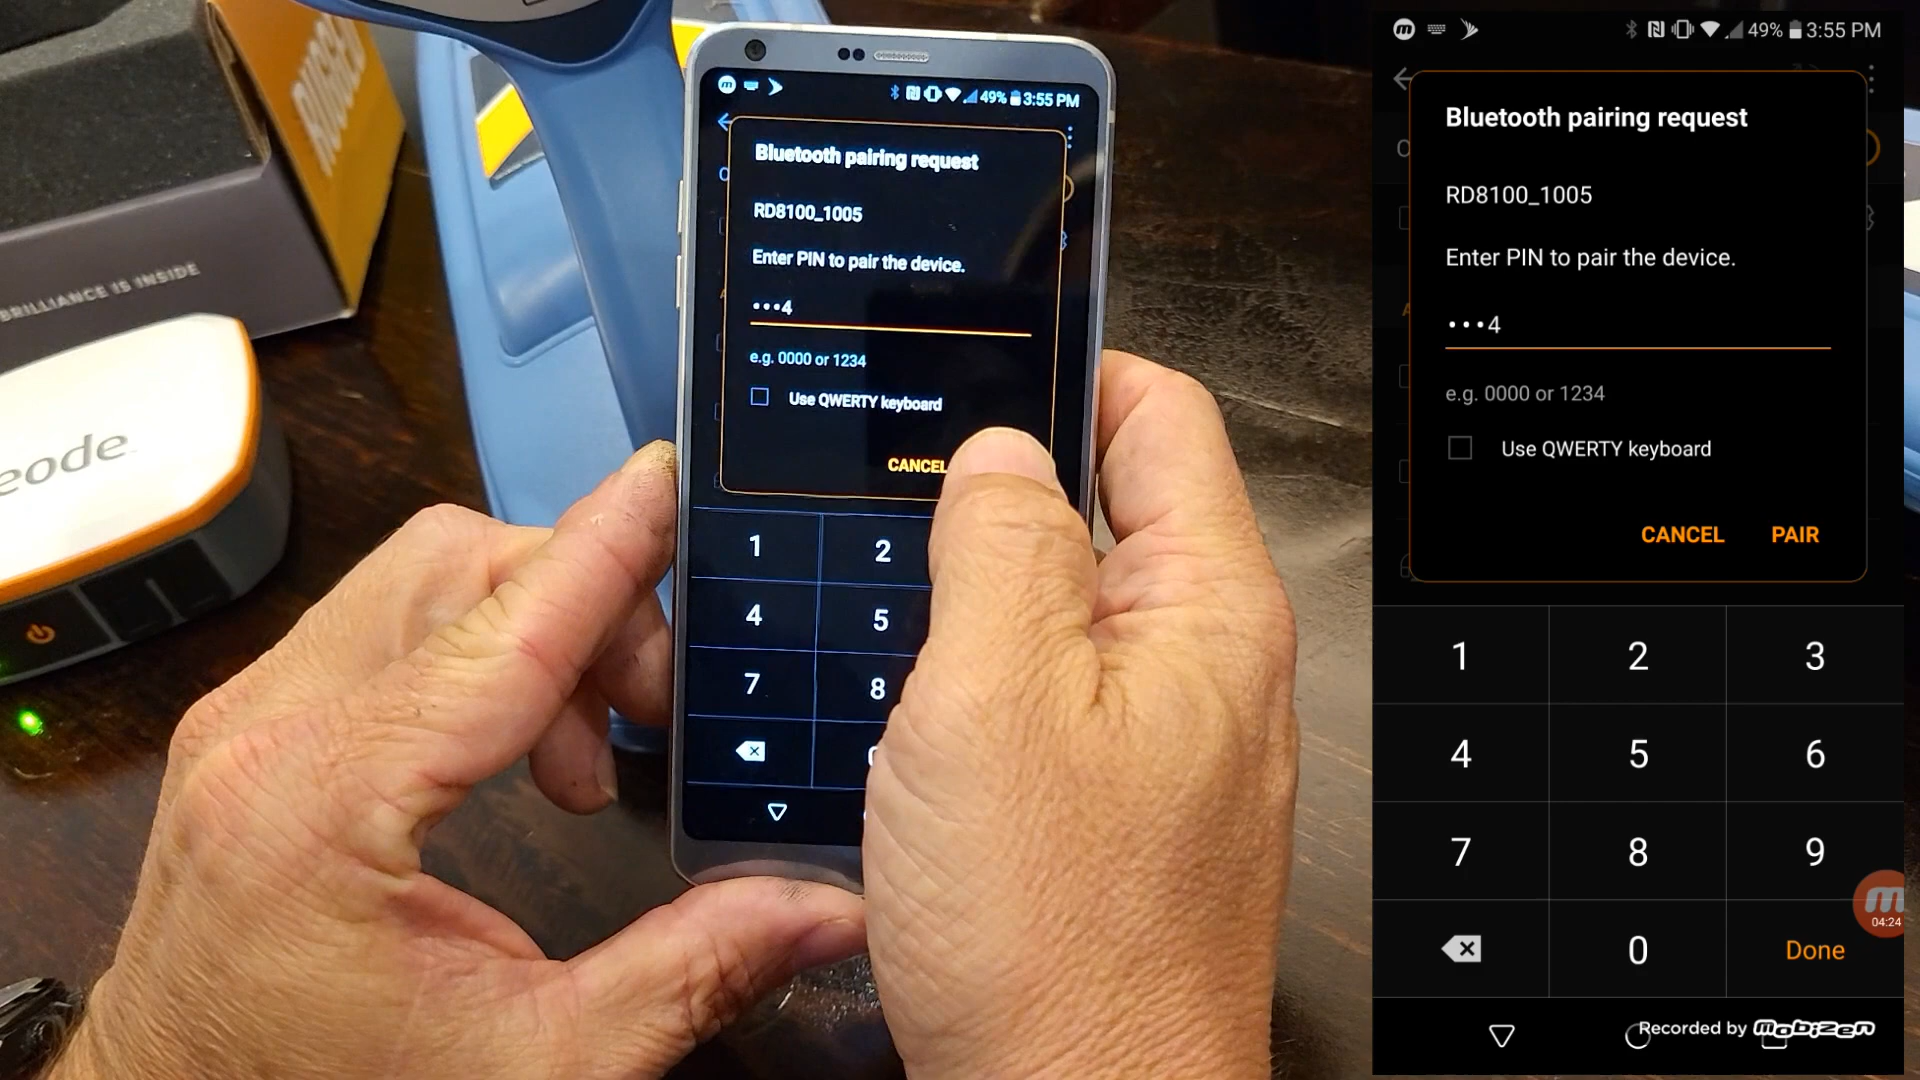 RUGGED
BRILLIANCE IS INSIDE
eode
49% 3:55 PM
Bluetooth pairing request
RD8100_1005
Enter PIN to pair the device.
•••4
e.g. 0000 or 1234
Use QWERTY keyboard
CANCEL
1 2
4 5
7 8
49% 3:55 PM
Bluetooth pairing request
RD8100_1005
Enter PIN to pair the device.
•••4
e.g. 0000 or 1234
Use QWERTY keyboard
CANCEL PAIR
1 2 3
4 5 6
7 8 9
0 Done
04:24
Recorded by Mobizen